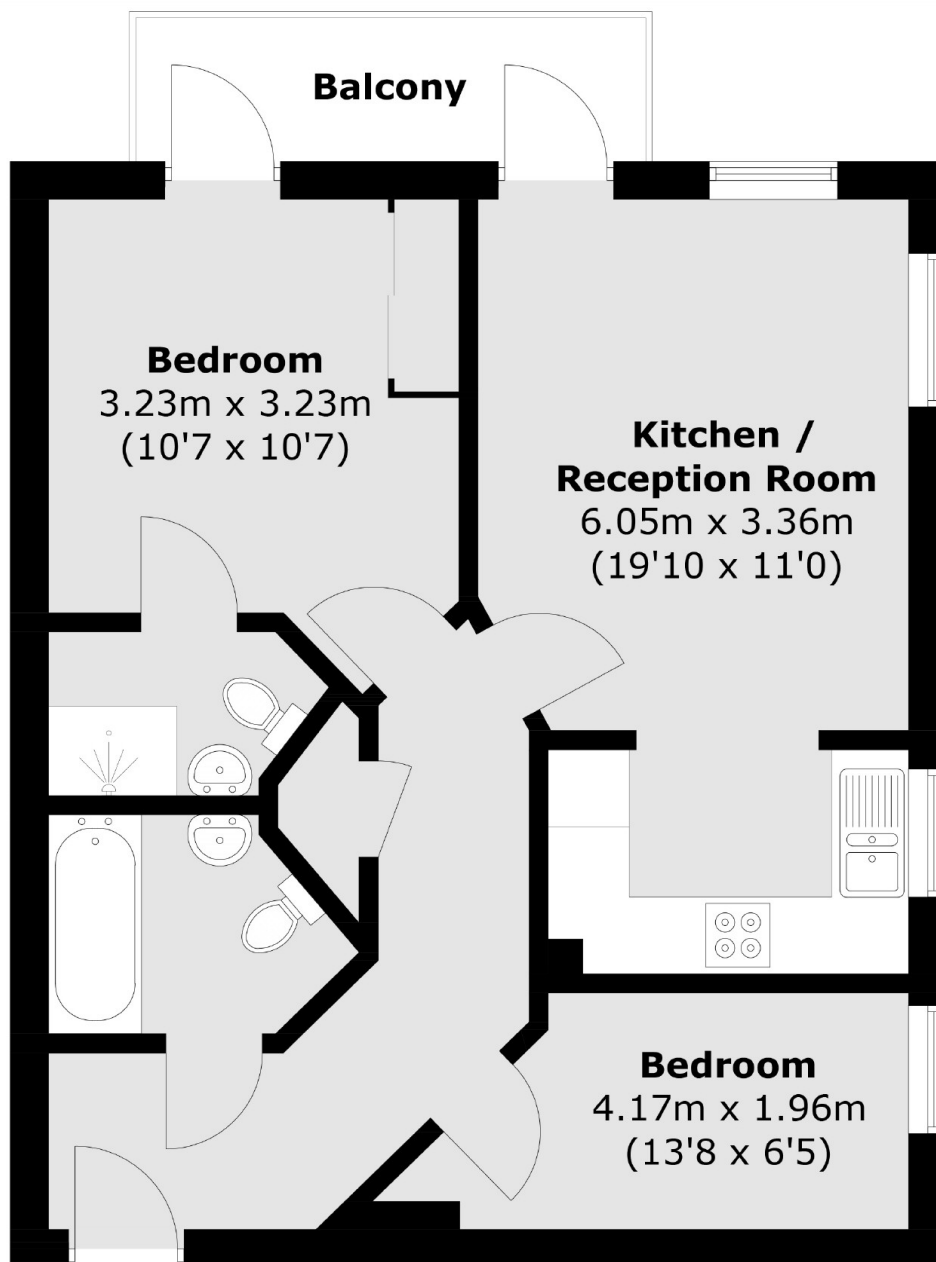 Balcony
Bedroom
3.23m x 3.23m
(10'7 x 10'7)
Kitchen /
Reception Room
6.05m x 3.36m
(19'10 x 11'0)
Bedroom
4.17m x 1.96m
(13'8 x 6'5)